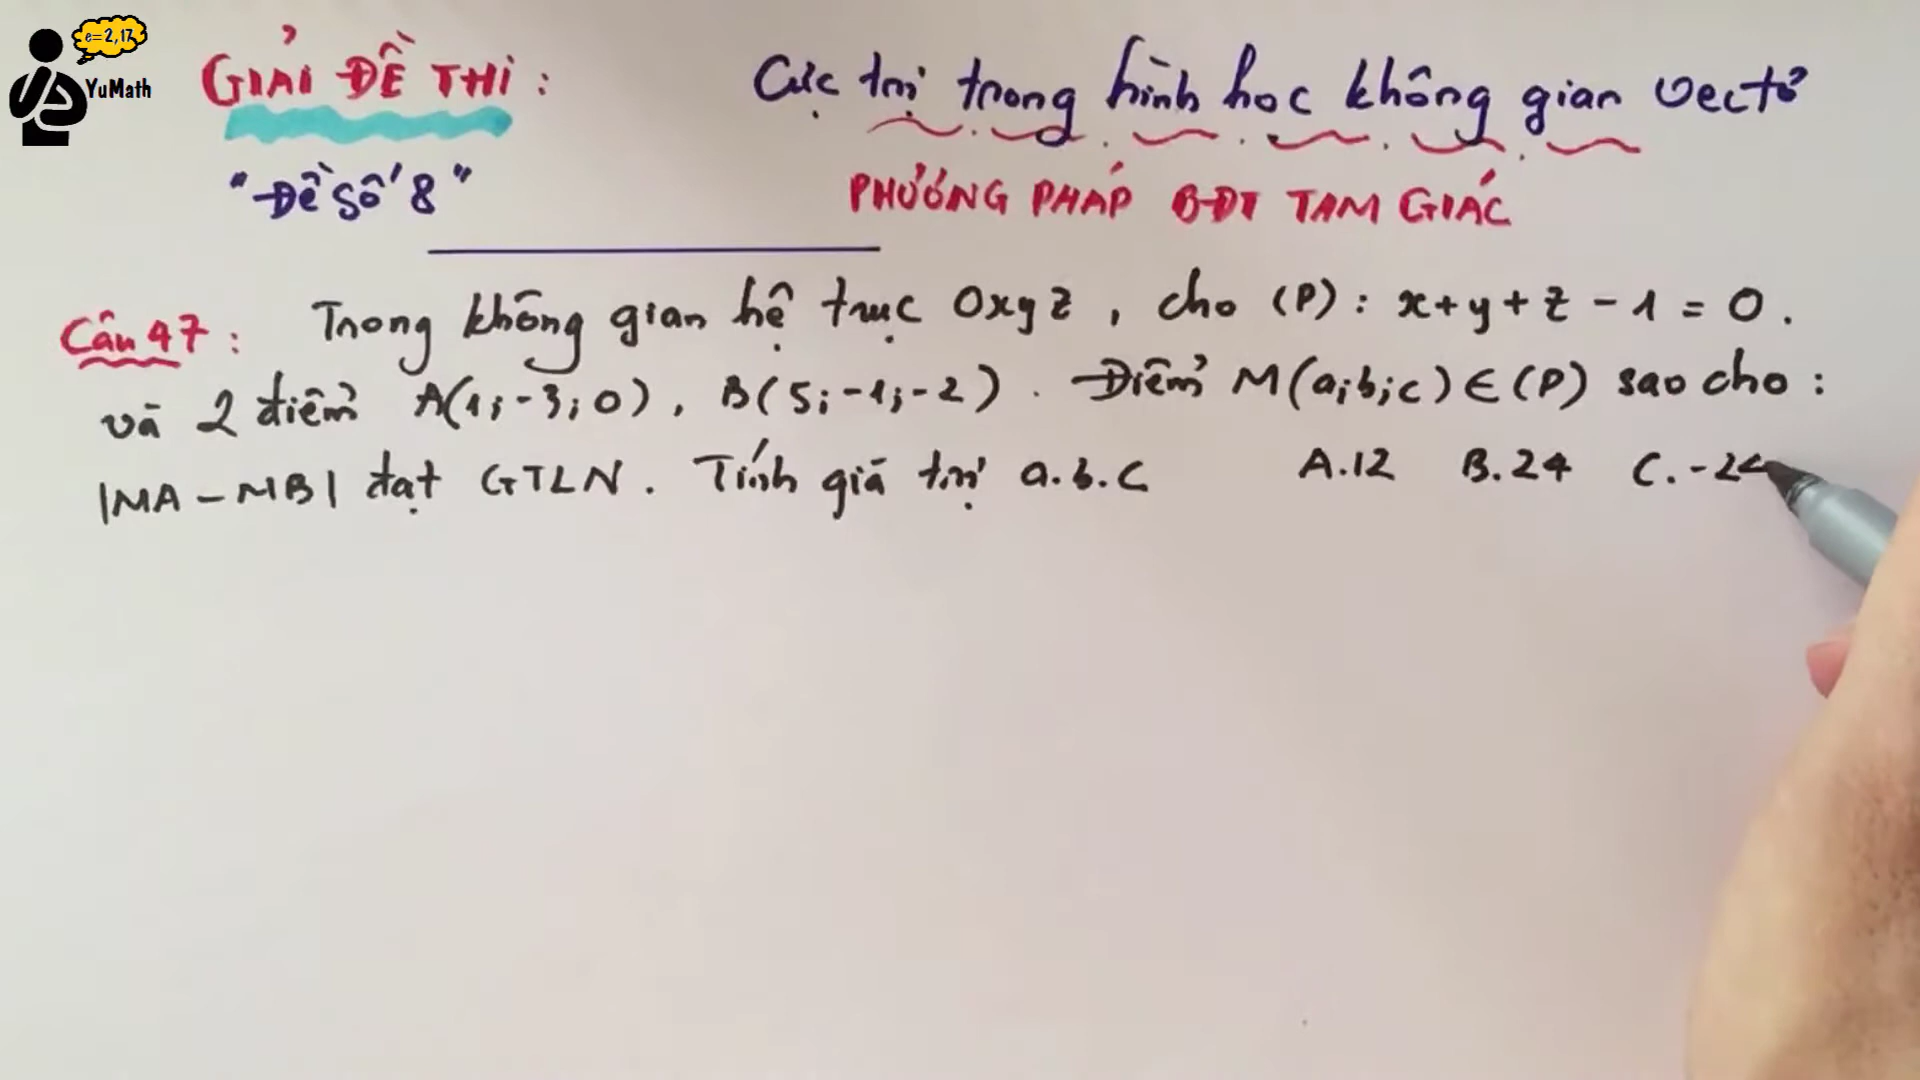 e=2,17
YuMath
GIẢI ĐỀ THI :
"Đề số 8"
Cực trị trong hình học không gian vectơ
PHƯƠNG PHÁP BĐT TAM GIÁC
Câu 47 : Trong không gian hệ trục Oxyz , cho (P) : x+y+z-1=0.
và 2 điểm A(1;-3;0), B(5;-1;-2). Điểm M(a;b;c)∈(P) sao cho :
|MA-MB| đạt GTLN. Tính giá trị a.b.c A.12 B.24 C.-24